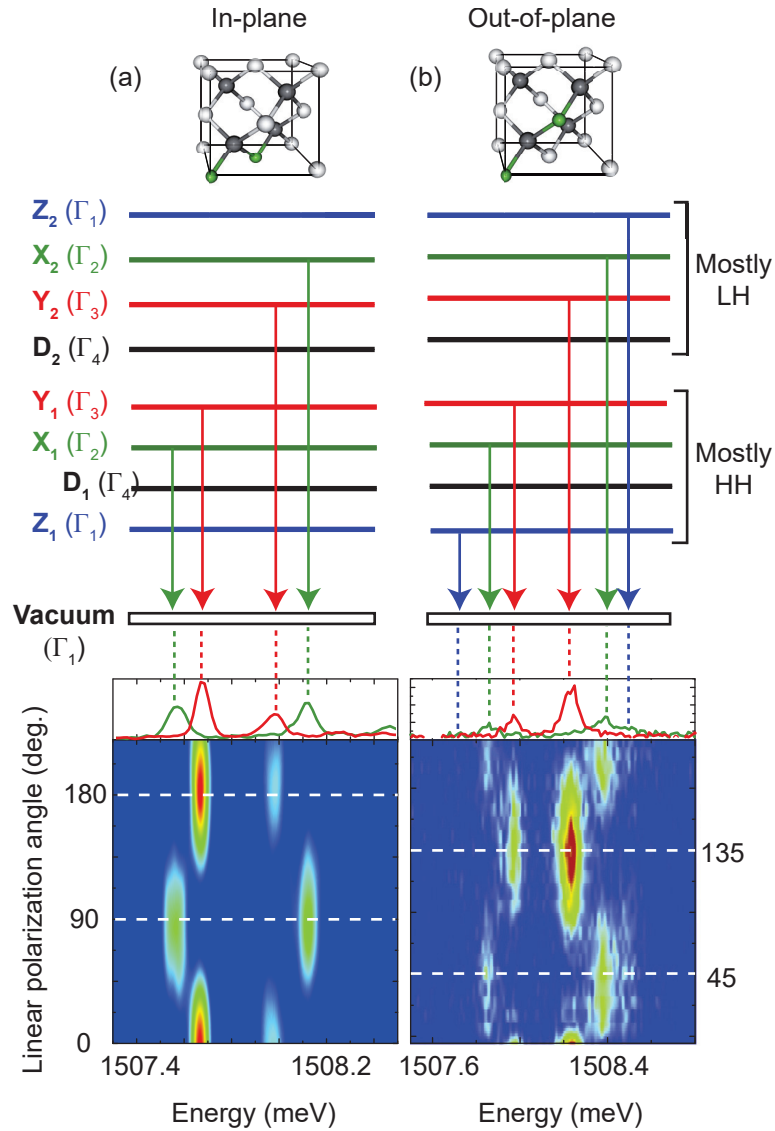 In-plane
Out-of-plane
(a)
(b)
Z₂ (Γ₁)
X₂ (Γ₂)
Y₂ (Γ₃)
D₂ (Γ₄)
Y₁ (Γ₃)
X₁ (Γ₂)
D₁ (Γ₄)
Z₁ (Γ₁)
Mostly
LH
Mostly
HH
Vacuum
(Γ₁)
Linear polarization angle (deg.)
180
90
0
135
45
1507.4
1508.2
1507.6
1508.4
Energy (meV)
Energy (meV)